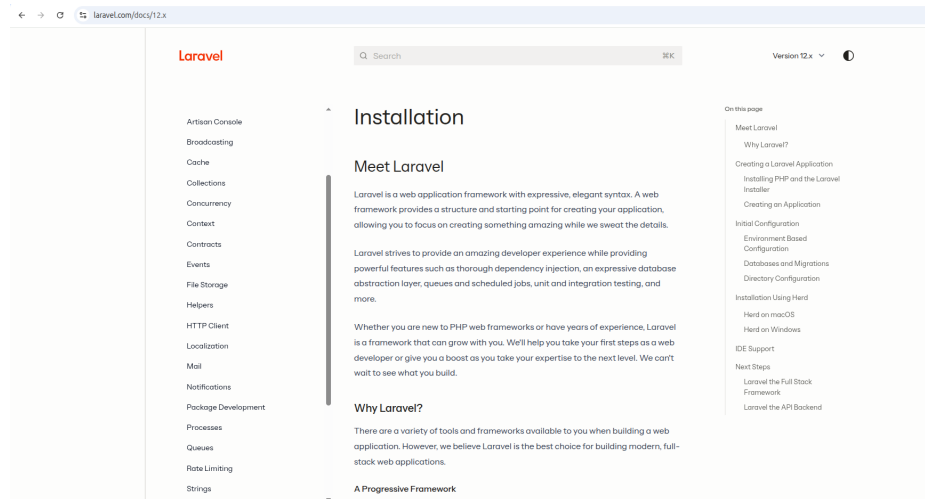 laravel.com/docs/12.x
Laravel
Search
⌘K
Version 12.x
Artisan Console
Broadcasting
Cache
Collections
Concurrency
Context
Contracts
Events
File Storage
Helpers
HTTP Client
Localization
Mail
Notifications
Package Development
Processes
Queues
Rate Limiting
Strings
Installation
Meet Laravel
Laravel is a web application framework with expressive, elegant syntax. A web
framework provides a structure and starting point for creating your application,
allowing you to focus on creating something amazing while we sweat the details.
Laravel strives to provide an amazing developer experience while providing
powerful features such as thorough dependency injection, an expressive database
abstraction layer, queues and scheduled jobs, unit and integration testing, and
more.
Whether you are new to PHP web frameworks or have years of experience, Laravel
is a framework that can grow with you. We'll help you take your first steps as a web
developer or give you a boost as you take your expertise to the next level. We can't
wait to see what you build.
Why Laravel?
There are a variety of tools and frameworks available to you when building a web
application. However, we believe Laravel is the best choice for building modern, full-
stack web applications.
A Progressive Framework
On this page
Meet Laravel
Why Laravel?
Creating a Laravel Application
Installing PHP and the Laravel
Installer
Creating an Application
Initial Configuration
Environment Based
Configuration
Databases and Migrations
Directory Configuration
Installation Using Herd
Herd on macOS
Herd on Windows
IDE Support
Next Steps
Laravel the Full Stack
Framework
Laravel the API Backend